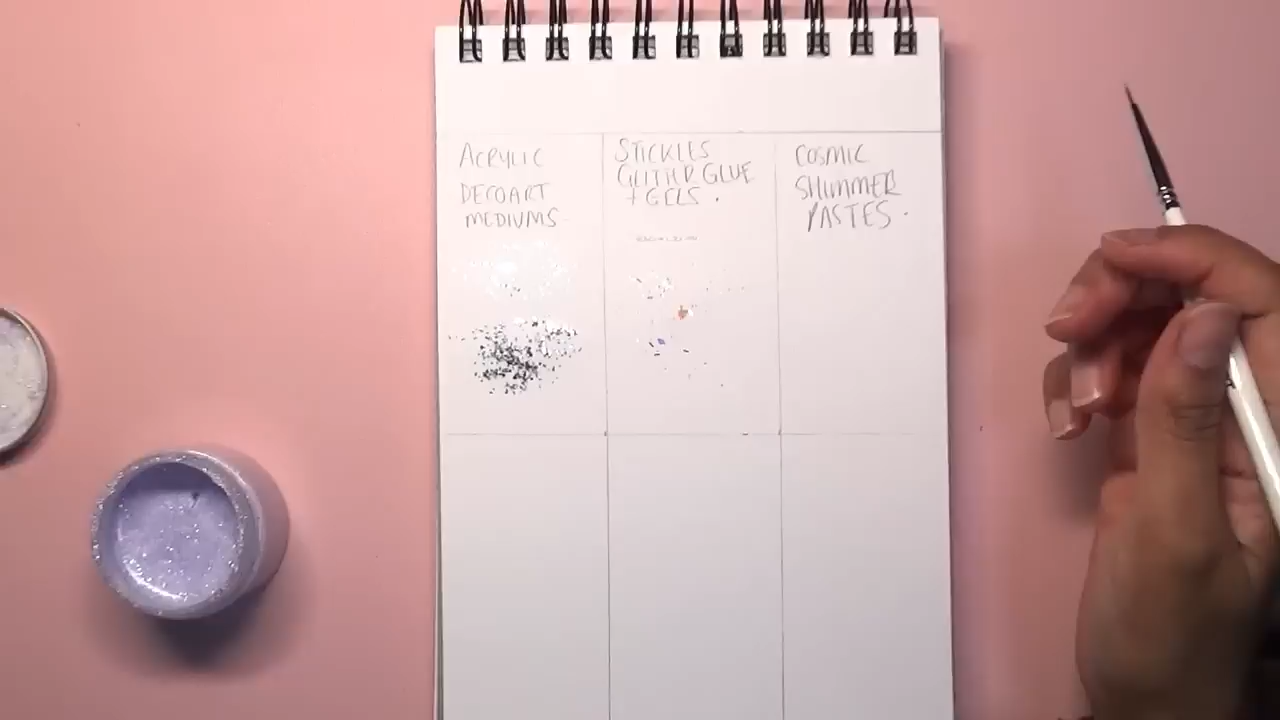 ACRYLIC
DECOART
MEDIUMS
STICKLES
GLITTER GLUE
+ GELS.
COSMIC
SHIMMER
PASTES.